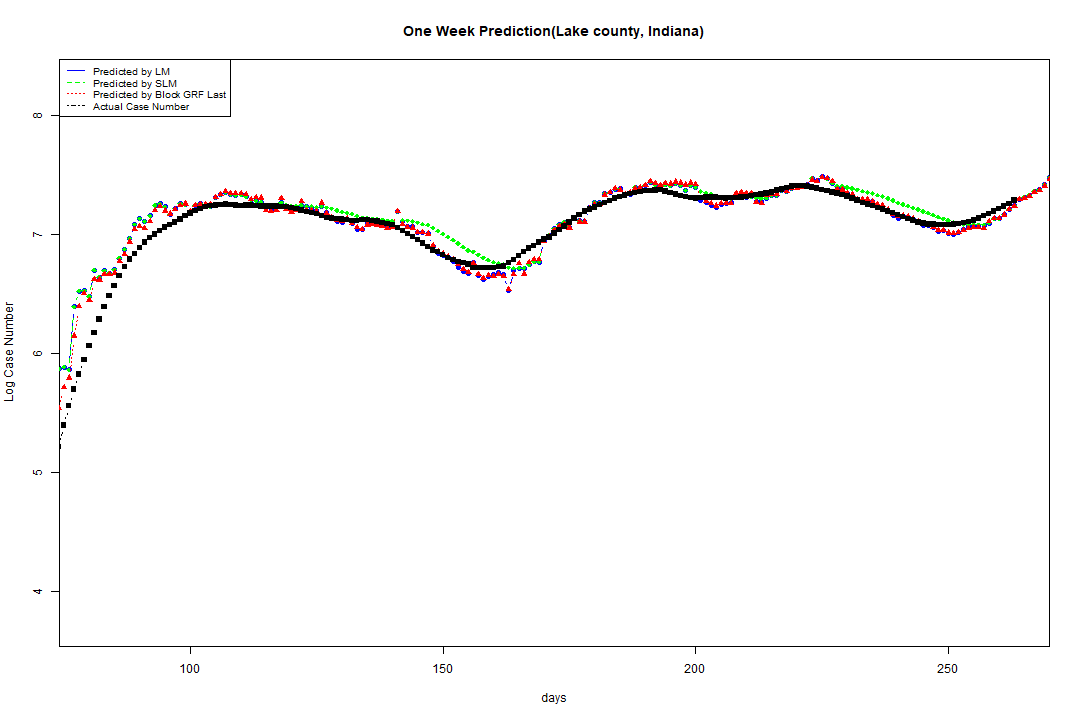 One Week Prediction(Lake county, Indiana)
Predicted by LM
Predicted by SLM
Predicted by Block GRF Last
Actual Case Number
8
7
6
5
4
Log Case Number
100 150 200 250
days